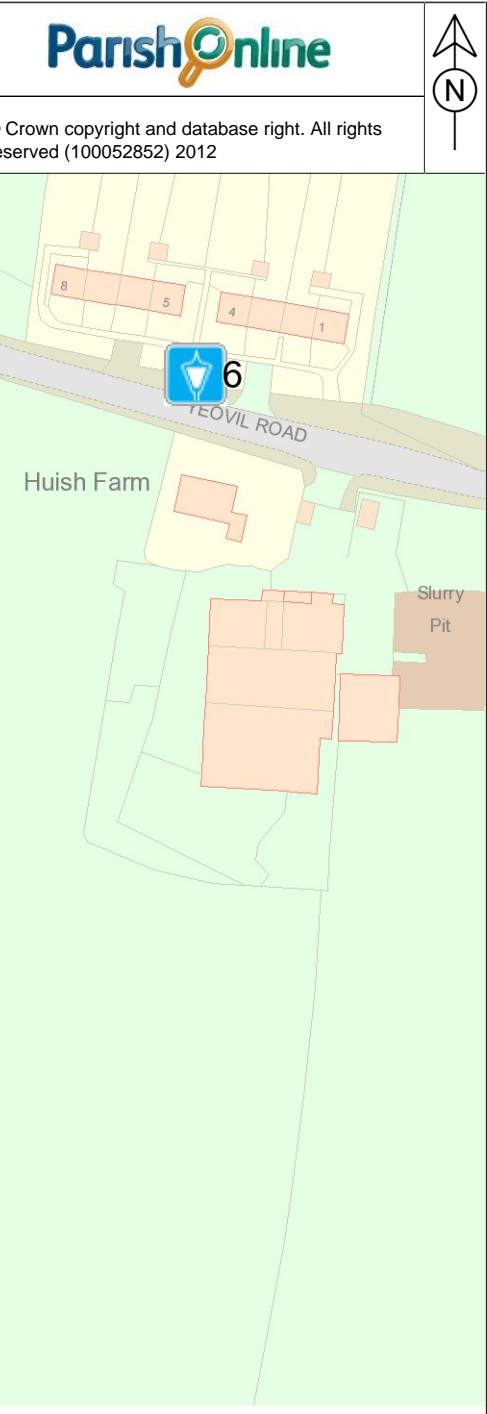 ParishOnline
N
Crown copyright and database right. All rights
eserved (100052852) 2012
8
5
4
1
6
YEOVIL ROAD
Huish Farm
Slurry
Pit